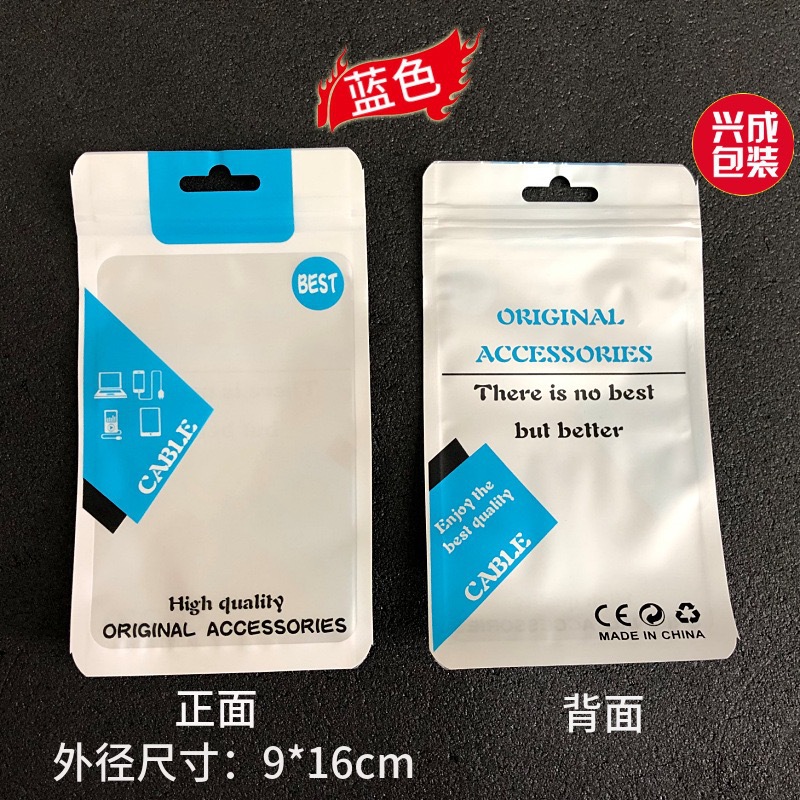 蓝色
兴成
包装
BEST
CABLE
High quality
ORIGINAL ACCESSORIES
ORIGINAL
ACCESSORIES
There is no best
but better
Enjoy the
best quality
CABLE
CE
MADE IN CHINA
正面
背面
外径尺寸：9*16cm